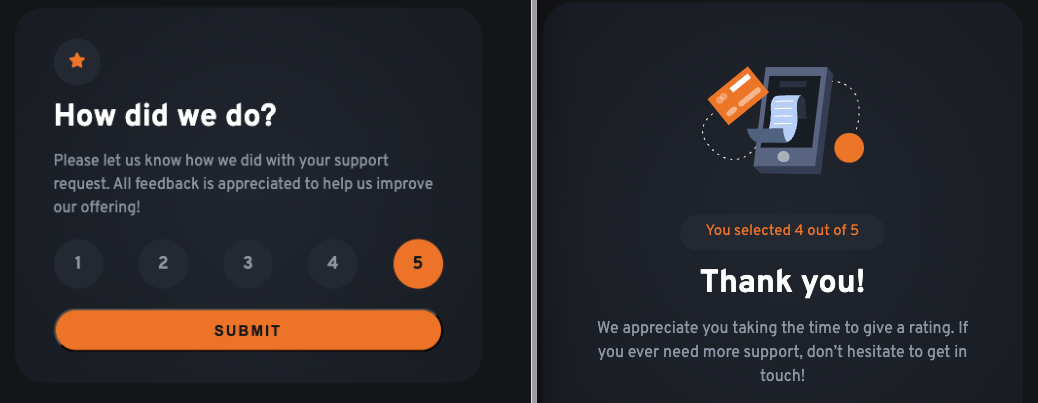 How did we do?
Please let us know how we did with your support
request. All feedback is appreciated to help us improve
our offering!
1 2 3 4 5
SUBMIT
You selected 4 out of 5
Thank you!
We appreciate you taking the time to give a rating. If
you ever need more support, don’t hesitate to get in
touch!